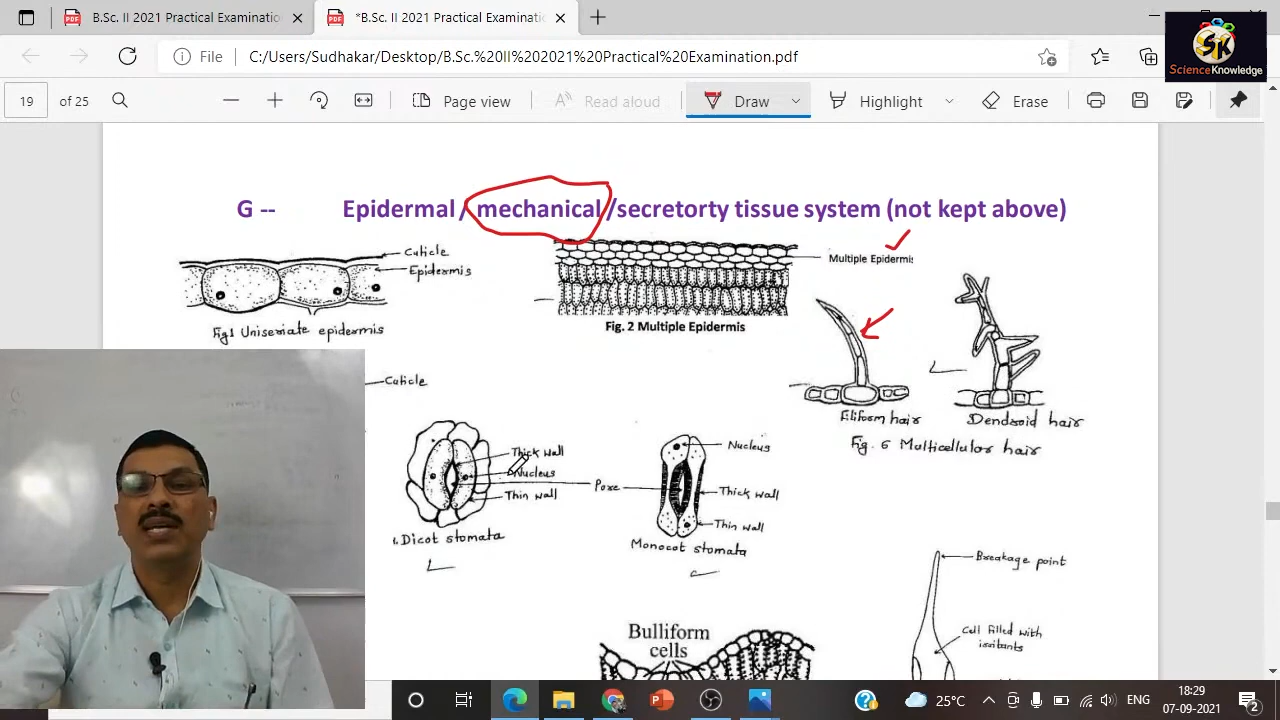 B.Sc. II 2021 Practical Examination
*B.Sc. II 2021 Practical Examinat
SK
ScienceKnowledge
File
C:/Users/Sudhakar/Desktop/B.Sc.%20II%202021%20Practical%20Examination.pdf
19 of 25
Page view
Read aloud
Draw
Highlight
Erase
G -- Epidermal / mechanical /secretorty tissue system (not kept above)
Cuticle
Epidermis
Fig 1 Uniseriate epidermis
Multiple Epidermis
Fig. 2 Multiple Epidermis
Cuticle
Filiform hair
Dendroid hair
Fig. 6 Multicellular hair
Thick wall
Nucleus
Thin wall
Pore
Dicot stomata
Nucleus
Thick wall
Thin wall
Monocot stomata
Breakage point
Cell filled with
irritants
Bulliform
cells
25°C
ENG
18:29
07-09-2021
2